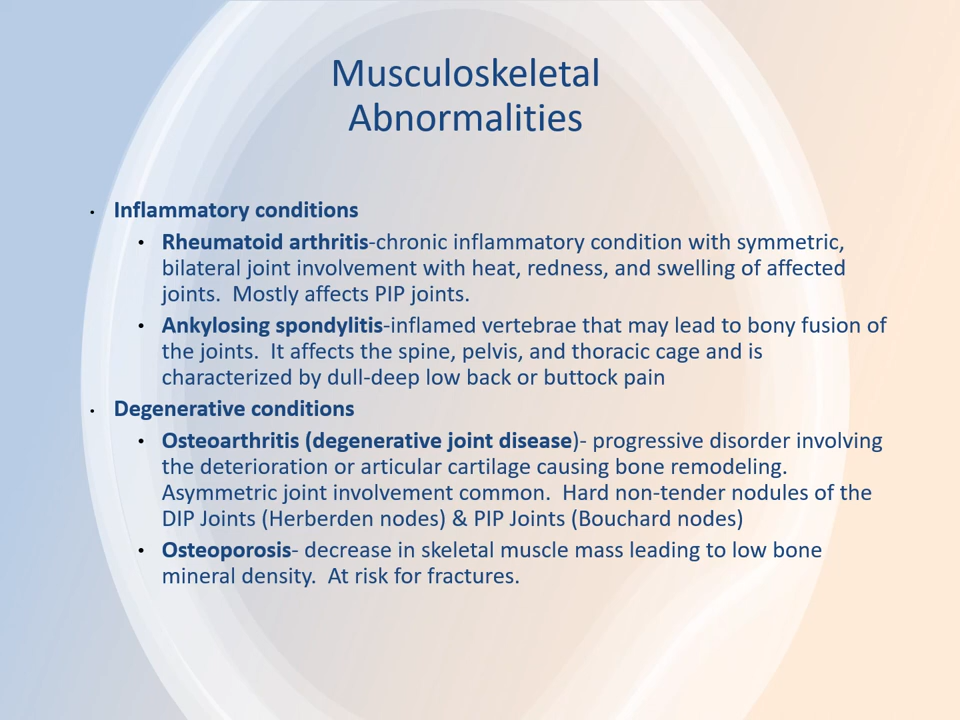 Musculoskeletal
Abnormalities
• Inflammatory conditions
• Rheumatoid arthritis-chronic inflammatory condition with symmetric,
bilateral joint involvement with heat, redness, and swelling of affected
joints.  Mostly affects PIP joints.
• Ankylosing spondylitis-inflamed vertebrae that may lead to bony fusion of
the joints.  It affects the spine, pelvis, and thoracic cage and is
characterized by dull-deep low back or buttock pain
• Degenerative conditions
• Osteoarthritis (degenerative joint disease)- progressive disorder involving
the deterioration or articular cartilage causing bone remodeling.
Asymmetric joint involvement common.  Hard non-tender nodules of the
DIP Joints (Herberden nodes) & PIP Joints (Bouchard nodes)
• Osteoporosis- decrease in skeletal muscle mass leading to low bone
mineral density.  At risk for fractures.